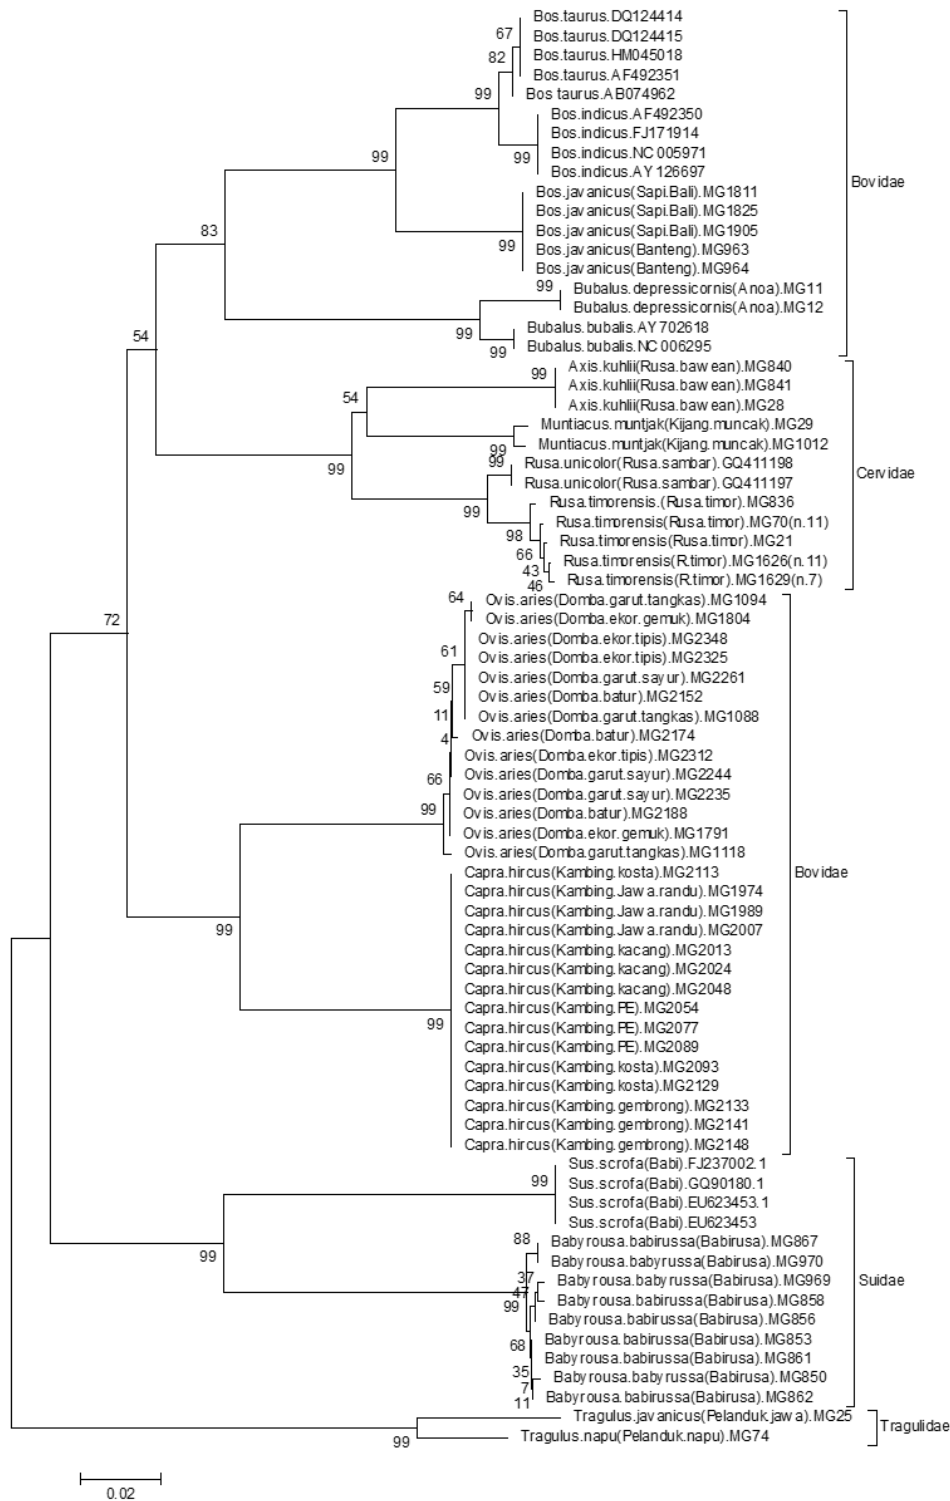 Bos.taurus.DQ124414
67
Bos.taurus.DQ124415
82
Bos.taurus.HM045018
Bos.taurus.AF492351
99
Bos taurus.AB074962
Bos.indicus.AF492350
Bos.indicus.FJ171914
99
Bos.indicus.NC 005971
99
Bos.indicus.AY 126697
Bovidae
Bos.javanicus(Sapi.Bali).MG1811
Bos.javanicus(Sapi.Bali).MG1825
83
Bos.javanicus(Sapi.Bali).MG1905
99
Bos.javanicus(Banteng).MG963
Bos.javanicus(Banteng).MG964
99
Bubalus.depressicornis(Anoa).MG11
Bubalus.depressicornis(Anoa).MG12
99
Bubalus.bubalis.AY 702618
54
99
Bubalus.bubalis.NC 006295
Axis.kuhlii(Rusa.bawean).MG840
99
Axis.kuhlii(Rusa.bawean).MG841
54
Axis.kuhlii(Rusa.bawean).MG28
Muntiacus.muntjak(Kijang.muncak).MG29
99
Muntiacus.muntjak(Kijang.muncak).MG1012
99
99
Rusa.unicolor(Rusa.sambar).GQ411198
Cervidae
Rusa.unicolor(Rusa.sambar).GQ411197
99
Rusa.timorensis.(Rusa.timor).MG836
Rusa.timorensis(Rusa.timor).MG70(n.11)
98
Rusa.timorensis(Rusa.timor).MG21
66
Rusa.timorensis(R.timor).MG1626(n.11)
43
Rusa.timorensis(R.timor).MG1629(n.7)
46
64
Ovis.aries(Domba.garut.tangkas).MG1094
72
Ovis.aries(Domba.ekor.gemuk).MG1804
Ovis.aries(Domba.ekor.tipis).MG2348
61
Ovis.aries(Domba.ekor.tipis).MG2325
Ovis.aries(Domba.garut.sayur).MG2261
59
Ovis.aries(Domba.batur).MG2152
11
Ovis.aries(Domba.garut.tangkas).MG1088
4
Ovis.aries(Domba.batur).MG2174
Ovis.aries(Domba.ekor.tipis).MG2312
66
Ovis.aries(Domba.garut.sayur).MG2244
Ovis.aries(Domba.garut.sayur).MG2235
99
Ovis.aries(Domba.batur).MG2188
Ovis.aries(Domba.ekor.gemuk).MG1791
Ovis.aries(Domba.garut.tangkas).MG1118
Capra.hircus(Kambing.kosta).MG2113
Bovidae
Capra.hircus(Kambing.Jawa.randu).MG1974
Capra.hircus(Kambing.Jawa.randu).MG1989
99
Capra.hircus(Kambing.Jawa.randu).MG2007
Capra.hircus(Kambing.kacang).MG2013
Capra.hircus(Kambing.kacang).MG2024
Capra.hircus(Kambing.kacang).MG2048
Capra.hircus(Kambing.PE).MG2054
99
Capra.hircus(Kambing.PE).MG2077
Capra.hircus(Kambing.PE).MG2089
Capra.hircus(Kambing.kosta).MG2093
Capra.hircus(Kambing.kosta).MG2129
Capra.hircus(Kambing.gembrong).MG2133
Capra.hircus(Kambing.gembrong).MG2141
Capra.hircus(Kambing.gembrong).MG2148
Sus.scrofa(Babi).FJ237002.1
99
Sus.scrofa(Babi).GQ90180.1
Sus.scrofa(Babi).EU623453.1
Sus.scrofa(Babi).EU623453
88
Babyrousa.babirussa(Babirusa).MG867
99
Babyrousa.babyrussa(Babirusa).MG970
37
Babyrousa.babyrussa(Babirusa).MG969
Suidae
47
Babyrousa.babirussa(Babirusa).MG858
99
Babyrousa.babirussa(Babirusa).MG856
Babyrousa.babirussa(Babirusa).MG853
68
Babyrousa.babirussa(Babirusa).MG861
35
Babyrousa.babyrussa(Babirusa).MG850
7
Babyrousa.babirussa(Babirusa).MG862
11
Tragulus.javanicus(Pelanduk.jawa).MG25
Tragulidae
99
Tragulus.napu(Pelanduk.napu).MG74
0.02